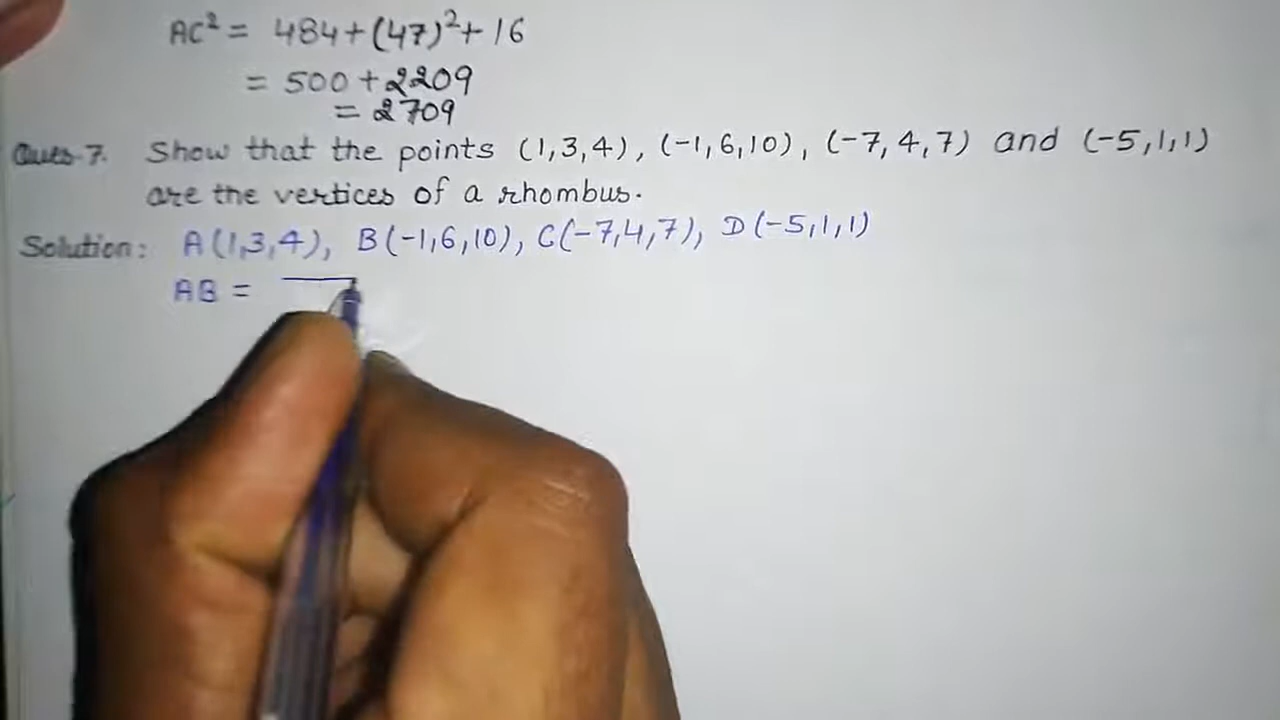 AC² = 484+(47)²+16
= 500+2209
= 2709
Ques-7. Show that the points (1,3,4), (-1,6,10), (-7,4,7) and (-5,1,1)
are the vertices of a rhombus.
Solution: A(1,3,4), B(-1,6,10), C(-7,4,7), D(-5,1,1)
AB =